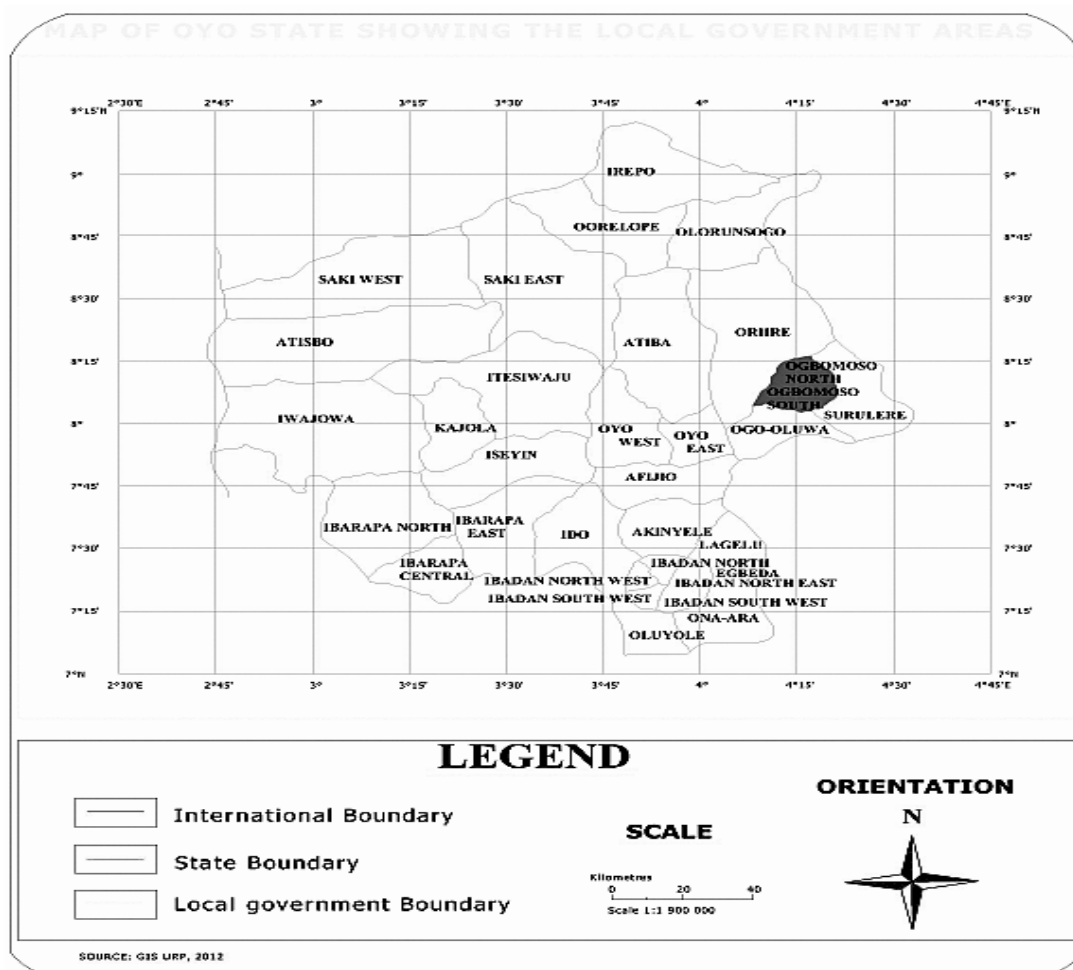 MAP OF OYO STATE SHOWING THE LOCAL GOVERNMENT AREAS
2°30'E 2°45' 3° 3°15' 3°30' 3°45' 4° 4°15' 4°30' 4°45'E
9°15'N 9°15'N
IREPO
9° 9°
OORELOPE
OLORUNSOGO
8°45' 8°45'
SAKI WEST SAKI EAST
8°30' 8°30'
ORIIRE
ATISBO ATIBA
8°15' 8°15'
OGBOMOSO
NORTH
ITESIWAJU
OGBOMOSO
SOUTH
SURULERE
IWAJOWA
KAJOLA OYO
WEST
OYO
EAST
OGO-OLUWA
8° 8°
ISEYIN
AFIJIO
7°45' 7°45'
IBARAPA NORTH
IBARAPA
EAST
IDO
AKINYELE
LAGELU
7°30' 7°30'
IBARAPA
CENTRAL
IBADAN NORTH
EGBEDA
IBADAN NORTH WEST
IBADAN NORTH EAST
IBADAN SOUTH WEST
IBADAN SOUTH WEST
7°15' 7°15'
ONA-ARA
OLUYOLE
7°N 7°N
2°30'E 2°45' 3° 3°15' 3°30' 3°45' 4° 4°15' 4°30' 4°45'E
LEGEND
International Boundary
State Boundary
Local government Boundary
SCALE
Kilometres
0 20 40
Scale 1:1 900 000
ORIENTATION
N
SOURCE: GIS URP, 2012